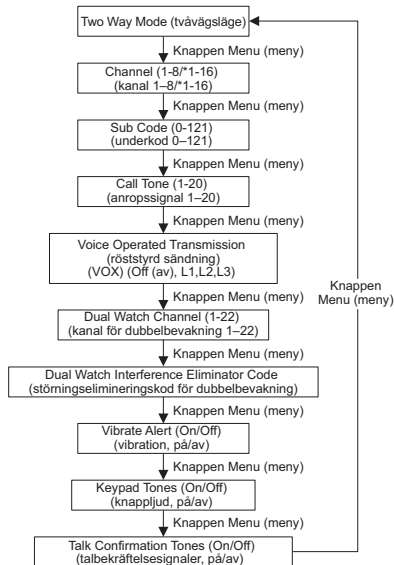 Two Way Mode (tvåvägsläge)
Knappen Menu (meny)
Channel (1-8/*1-16)
(kanal 1–8/*1-16)
Knappen Menu (meny)
Sub Code (0-121)
(underkod 0–121)
Knappen Menu (meny)
Call Tone (1-20)
(anropssignal 1–20)
Knappen Menu (meny)
Voice Operated Transmission
(röststyrd sändning)
(VOX) (Off (av), L1,L2,L3)
Knappen Menu (meny)
Dual Watch Channel (1-22)
(kanal för dubbelbevakning 1–22)
Knappen Menu (meny)
Dual Watch Interference Eliminator Code
(störningselimineringskod för dubbelbevakning)
Knappen Menu (meny)
Vibrate Alert (On/Off)
(vibration, på/av)
Knappen Menu (meny)
Keypad Tones (On/Off)
(knappljud, på/av)
Knappen Menu (meny)
Talk Confirmation Tones (On/Off)
(talbekräftelsesignaler, på/av)
Knappen
Menu (meny)